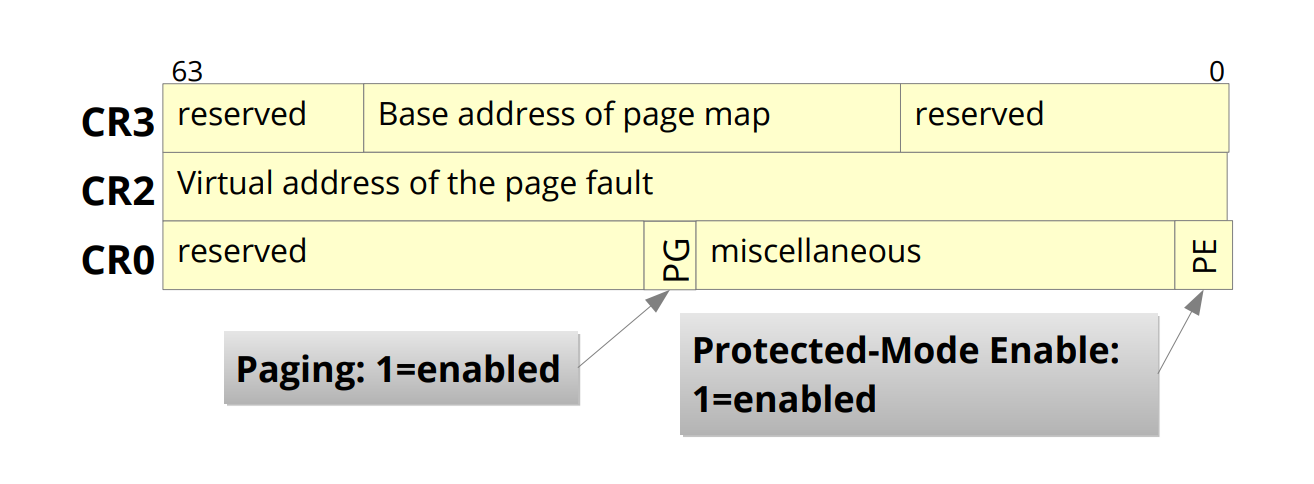 63 0
CR3 reserved Base address of page map reserved
CR2 Virtual address of the page fault
CR0 reserved PG miscellaneous PE
Paging: 1=enabled
Protected-Mode Enable:
1=enabled